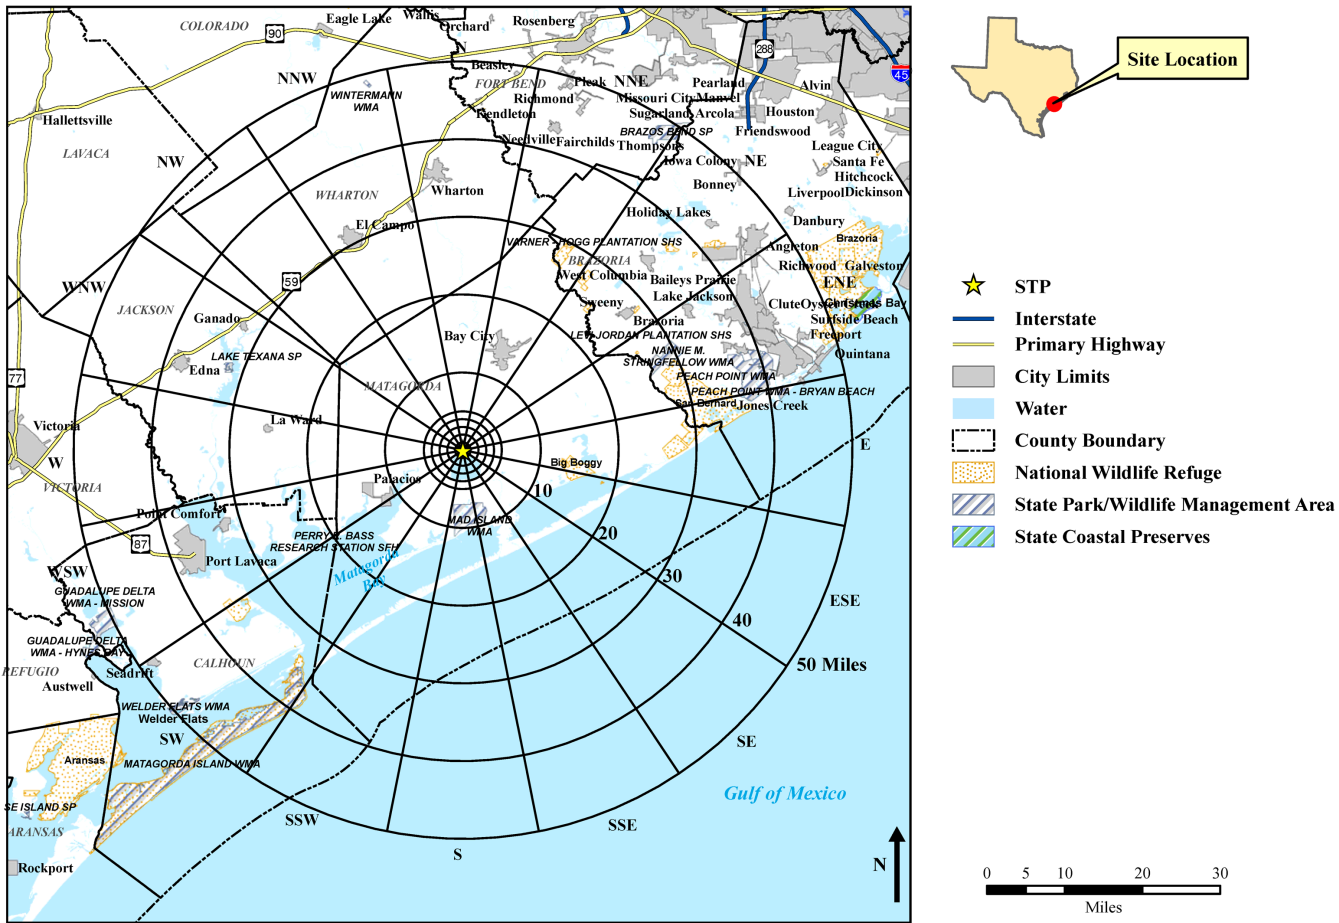 COLORADO
Eagle Lake
Wallis
Orchard
Rosenberg
90
N
288
45
NNW
Beasley
FORT BEND
Pleak
NNE
Pearland
Alvin
WINTERMANN
WMA
Richmond
Missouri City
Manvel
Kendleton
Sugarland
Arcola
Houston
Hallettsville
BRAZOS BEND SP
Friendswood
Needville
Fairchilds
Thompsons
League City
LAVACA
NW
Iowa Colony
NE
Santa Fe
Hitchcock
Bonney
Liverpool
Dickinson
WHARTON
Wharton
Holiday Lakes
Danbury
El Campo
VARNER - HOGG PLANTATION SHS
Brazoria
Angleton
BRAZORIA
Richwood
Galveston
West Columbia
Baileys Prairie
ENE
WNW
59
JACKSON
Sweeny
Lake Jackson
Clute
Oyster Creek
Christmas Bay
Ganado
Brazoria
Surfside Beach
Bay City
LEVI JORDAN PLANTATION SHS
Freeport
LAKE TEXANA SP
NANNIE M.
STRINGFELLOW WMA
Quintana
Edna
PEACH POINT WMA
77
MATAGORDA
PEACH POINT WMA - BRYAN BEACH
San Bernard
Jones Creek
La Ward
Victoria
E
W
Big Boggy
VICTORIA
Palacios
10
Point Comfort
MAD ISLAND
WMA
20
87
PERRY R. BASS
RESEARCH STATION SFH
Port Lavaca
Matagorda
Bay
30
WSW
GUADALUPE DELTA
WMA - MISSION
ESE
40
GUADALUPE DELTA
WMA - HYNES BAY
CALHOUN
50 Miles
REFUGIO
Seadrift
Austwell
WELDER FLATS WMA
Welder Flats
SW
SE
Aransas
MATAGORDA ISLAND WMA
Gulf of Mexico
SE ISLAND SP
SSW
SSE
ARANSAS
S
Rockport
N
Site Location
STP
Interstate
Primary Highway
City Limits
Water
County Boundary
National Wildlife Refuge
State Park/Wildlife Management Area
State Coastal Preserves
0 5 10 20 30
Miles